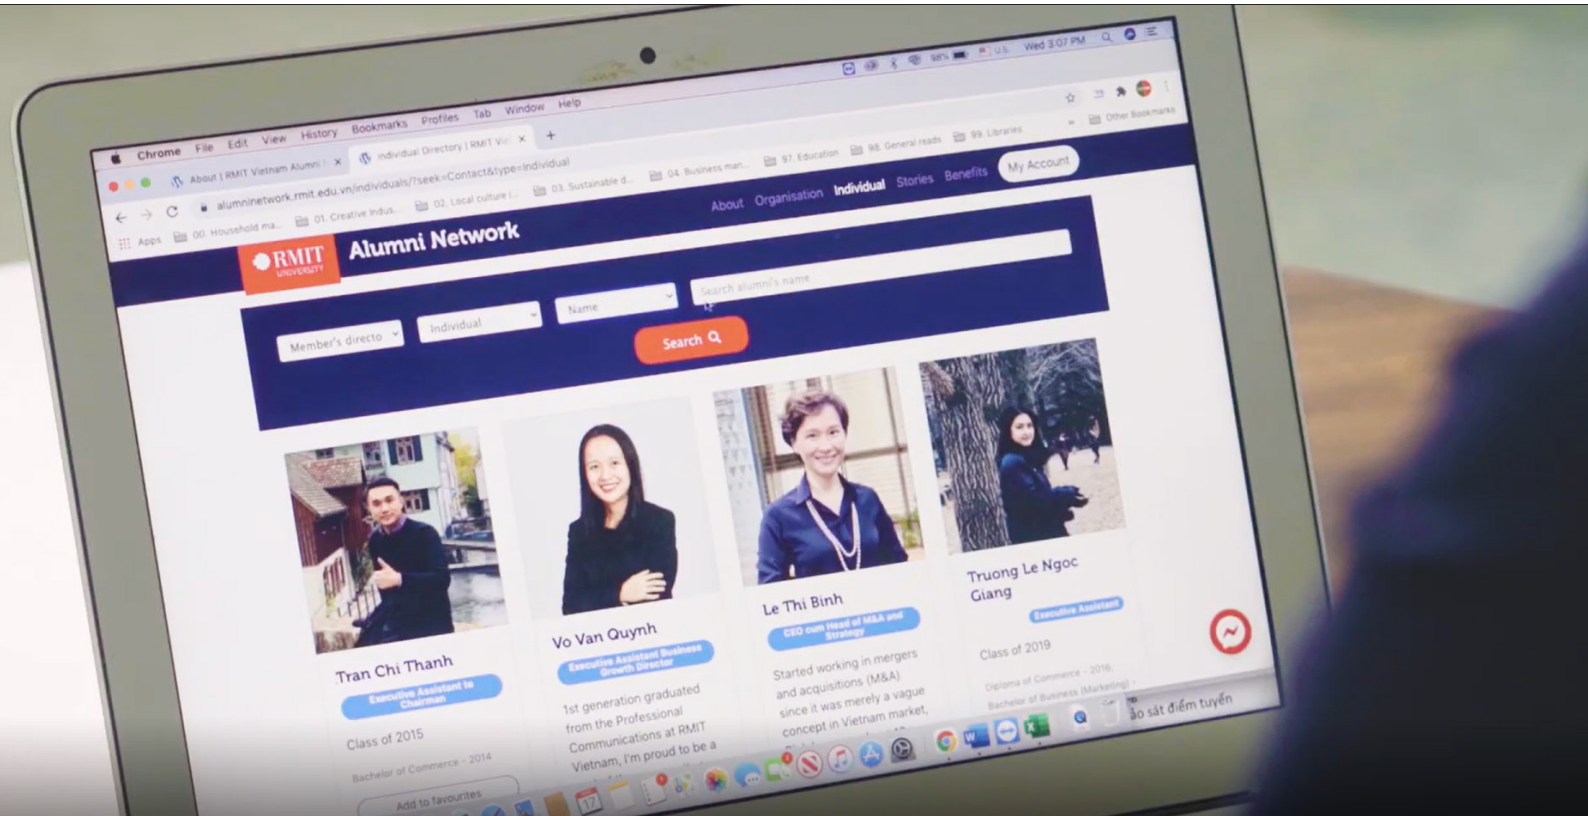 Chrome File Edit View History Bookmarks Profiles Tab Window Help
98% U.S. Wed 3:07 PM
About | RMIT Vietnam Alumni
Individual Directory | RMIT Vie
alumninetwork.rmit.edu.vn/individuals/?seek=Contact&type=Individual
Apps 00. Household ma... 01. Creative Indus... 02. Local culture i... 03. Sustainable d... 04. Business man... 97. Education 98. General reads 99. Libraries » Other Bookmarks
RMIT
UNIVERSITY
Alumni Network
About Organisation Individual Stories Benefits My Account
Member's directo
Individual
Name
Search alumni's name
Search
Tran Chi Thanh
Executive Assistant to
Chairman
Class of 2015
Bachelor of Commerce - 2014
Add to favourites
Vo Van Quynh
Executive Assistant Business
Growth Director
1st generation graduated
from the Professional
Communications at RMIT
Vietnam, I'm proud to be a
Le Thi Binh
CEO cum Head of M&A and
Strategy
Started working in mergers
and acquisitions (M&A)
since it was merely a vague
concept in Vietnam market,
Truong Le Ngoc
Giang
Executive Assistant
Class of 2019
Diploma of Commerce - 2016,
Bachelor of Business (Marketing) -
ảo sát điểm tuyến
17